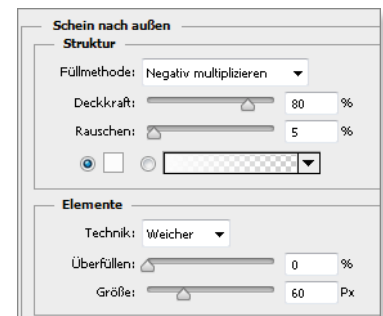 Schein nach außen
Struktur
Füllmethode: Negativ multiplizieren
Deckkraft: 80 %
Rauschen: 5 %
Elemente
Technik: Weicher
Überfüllen: 0 %
Größe: 60 Px